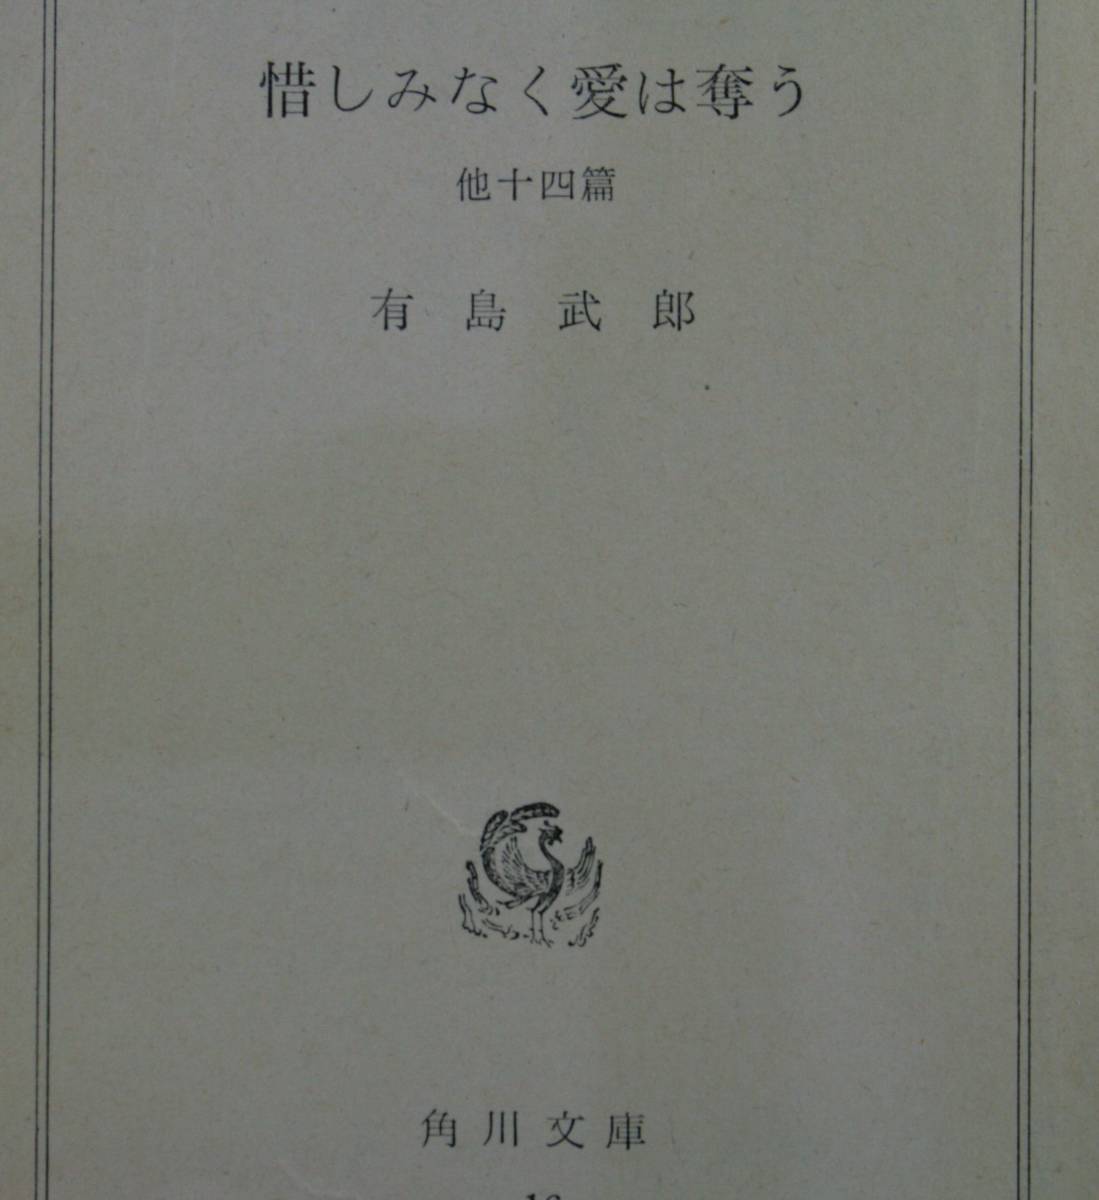 惜しみなく愛は奪う
他十四篇
有島武郎
角川文庫